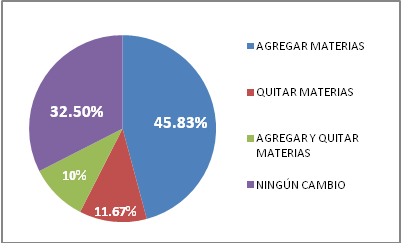 AGREGAR MATERIAS
32.50%
QUITAR MATERIAS
45.83%
AGREGAR Y QUITAR
MATERIAS
10%
NINGÚN CAMBIO
11.67%